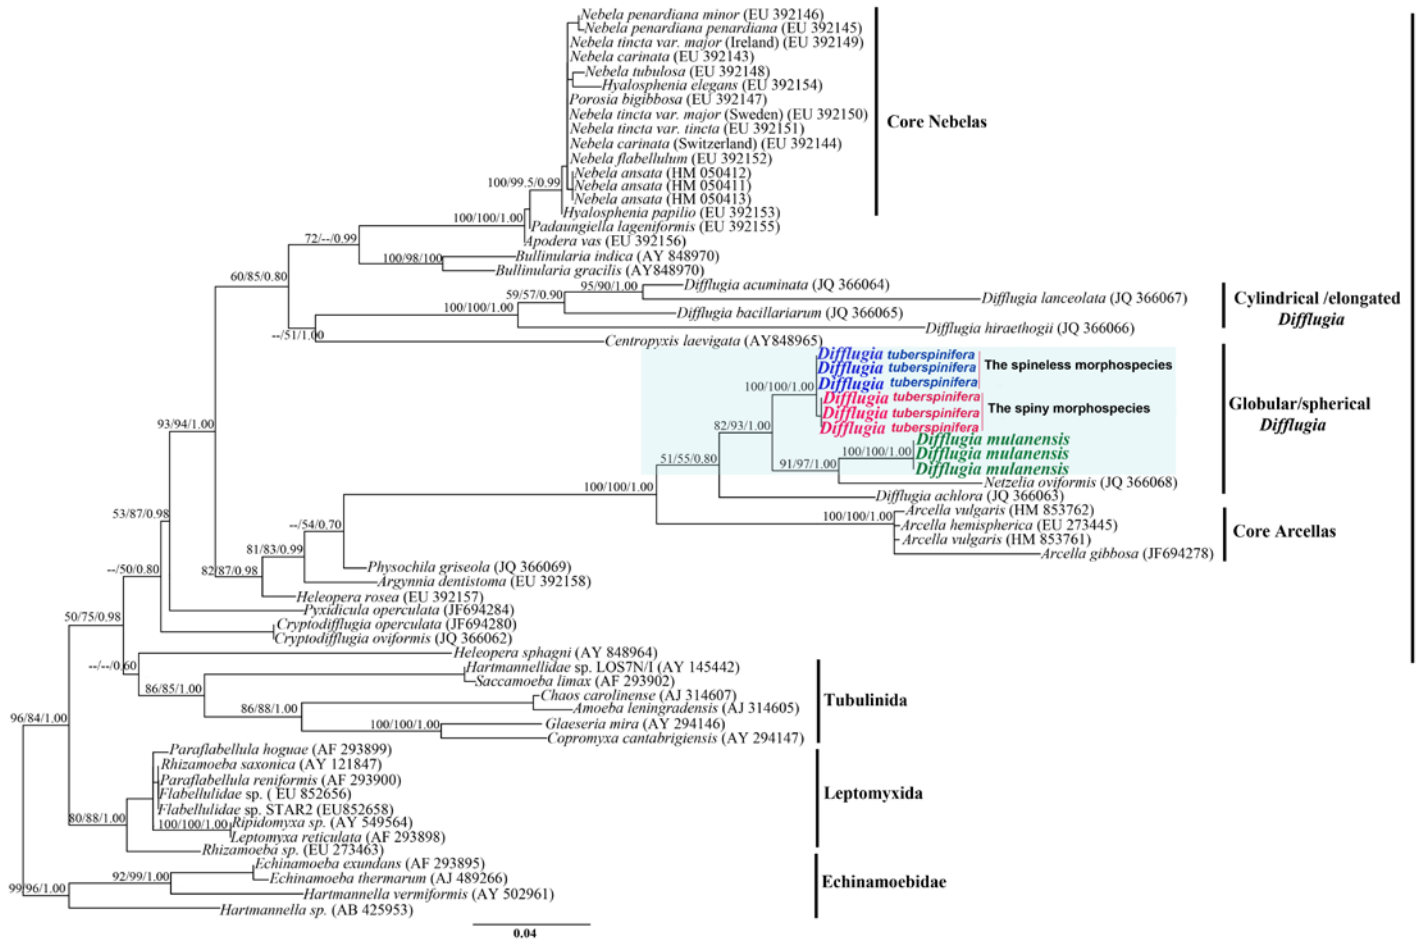 Nebela penardiana minor (EU 392146)
Nebela penardiana penardiana (EU 392145)
Nebela tincta var. major (Ireland) (EU 392149)
Nebela carinata (EU 392143)
Nebela tubulosa (EU 392148)
Hyalosphenia elegans (EU 392154)
Porosia bigibbosa (EU 392147)
Nebela tincta var. major (Sweden) (EU 392150)
Nebela tincta var. tincta (EU 392151)
Nebela carinata (Switzerland) (EU 392144)
Nebela flabellulum (EU 392152)
Nebela ansata (HM 050412)
Nebela ansata (HM 050411)
Nebela ansata (HM 050413)
Hyalosphenia papilio (EU 392153)
Core Nebelas
100/99.5/0.99
100/100/1.00
Padaungiella lageniformis (EU 392155)
Apodera vas (EU 392156)
72/--/0.99
Bullinularia indica (AY 848970)
100/98/100
Bullinularia gracilis (AY848970)
60/85/0.80
95/90/1.00
Difflugia acuminata (JQ 366064)
59/57/0.90
Difflugia lanceolata (JQ 366067)
100/100/1.00
Difflugia bacillariarum (JQ 366065)
Difflugia hiraethogii (JQ 366066)
Cylindrical /elongated
Difflugia
--/51/1.00
Centropyxis laevigata (AY848965)
Difflugia tuberspinifera
Difflugia tuberspinifera
Difflugia tuberspinifera
The spineless morphospecies
100/100/1.00
Difflugia tuberspinifera
Difflugia tuberspinifera
Difflugia tuberspinifera
The spiny morphospecies
Globular/spherical
Difflugia
82/93/1.00
Difflugia mulanensis
Difflugia mulanensis
Difflugia mulanensis
100/100/1.00
91/97/1.00
51/55/0.80
Netzelia oviformis (JQ 366068)
100/100/1.00
Difflugia achlora (JQ 366063)
93/94/1.00
Arcella vulgaris (HM 853762)
100/100/1.00
Arcella hemispherica (EU 273445)
Arcella vulgaris (HM 853761)
Arcella gibbosa (JF694278)
Core Arcellas
53/87/0.98
--/54/0.70
81/83/0.99
Physochila griseola (JQ 366069)
--/50/0.80
82/87/0.98
Argynnia dentistoma (EU 392158)
Heleopera rosea (EU 392157)
Pyxidicula operculata (JF694284)
50/75/0.98
Cryptodifflugia operculata (JF694280)
Cryptodifflugia oviformis (JQ 366062)
Heleopera sphagni (AY 848964)
--/--/0.60
Hartmannellidae sp. LOS7N/I (AY 145442)
Saccamoeba limax (AF 293902)
86/85/1.00
Chaos carolinense (AJ 314607)
86/88/1.00
Amoeba leningradensis (AJ 314605)
100/100/1.00
Glaeseria mira (AY 294146)
Copromyxa cantabrigiensis (AY 294147)
Tubulinida
96/84/1.00
Paraflabellula hoguae (AF 293899)
Rhizamoeba saxonica (AY 121847)
Paraflabellula reniformis (AF 293900)
Flabellulidae sp. ( EU 852656)
Flabellulidae sp. STAR2 (EU852658)
80/88/1.00
100/100/1.00
Ripidomyxa sp. (AY 549564)
Leptomyxa reticulata (AF 293898)
Rhizamoeba sp. (EU 273463)
Leptomyxida
Echinamoeba exundans (AF 293895)
92/99/1.00
Echinamoeba thermarum (AJ 489266)
99/96/1.00
Hartmannella vermiformis (AY 502961)
Hartmannella sp. (AB 425953)
Echinamoebidae
0.04